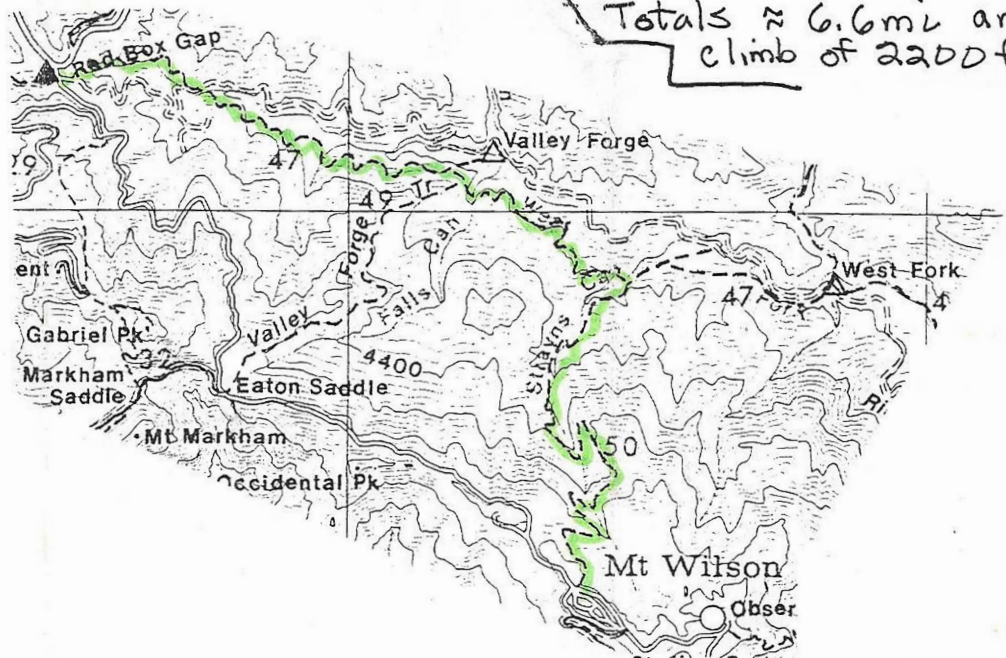 Totals ≈ 6.6mi
climb of 2200
Red Box Gap
Valley Forge
47
49
Tr
West
Forge
Can
Falls
Valley
West Fork
47
Fork
4
Gabriel Pk
32
Markham
Saddle
4400
Eaton Saddle
Strayns
Mt Markham
50
Occidental Pk
Mt Wilson
Obser